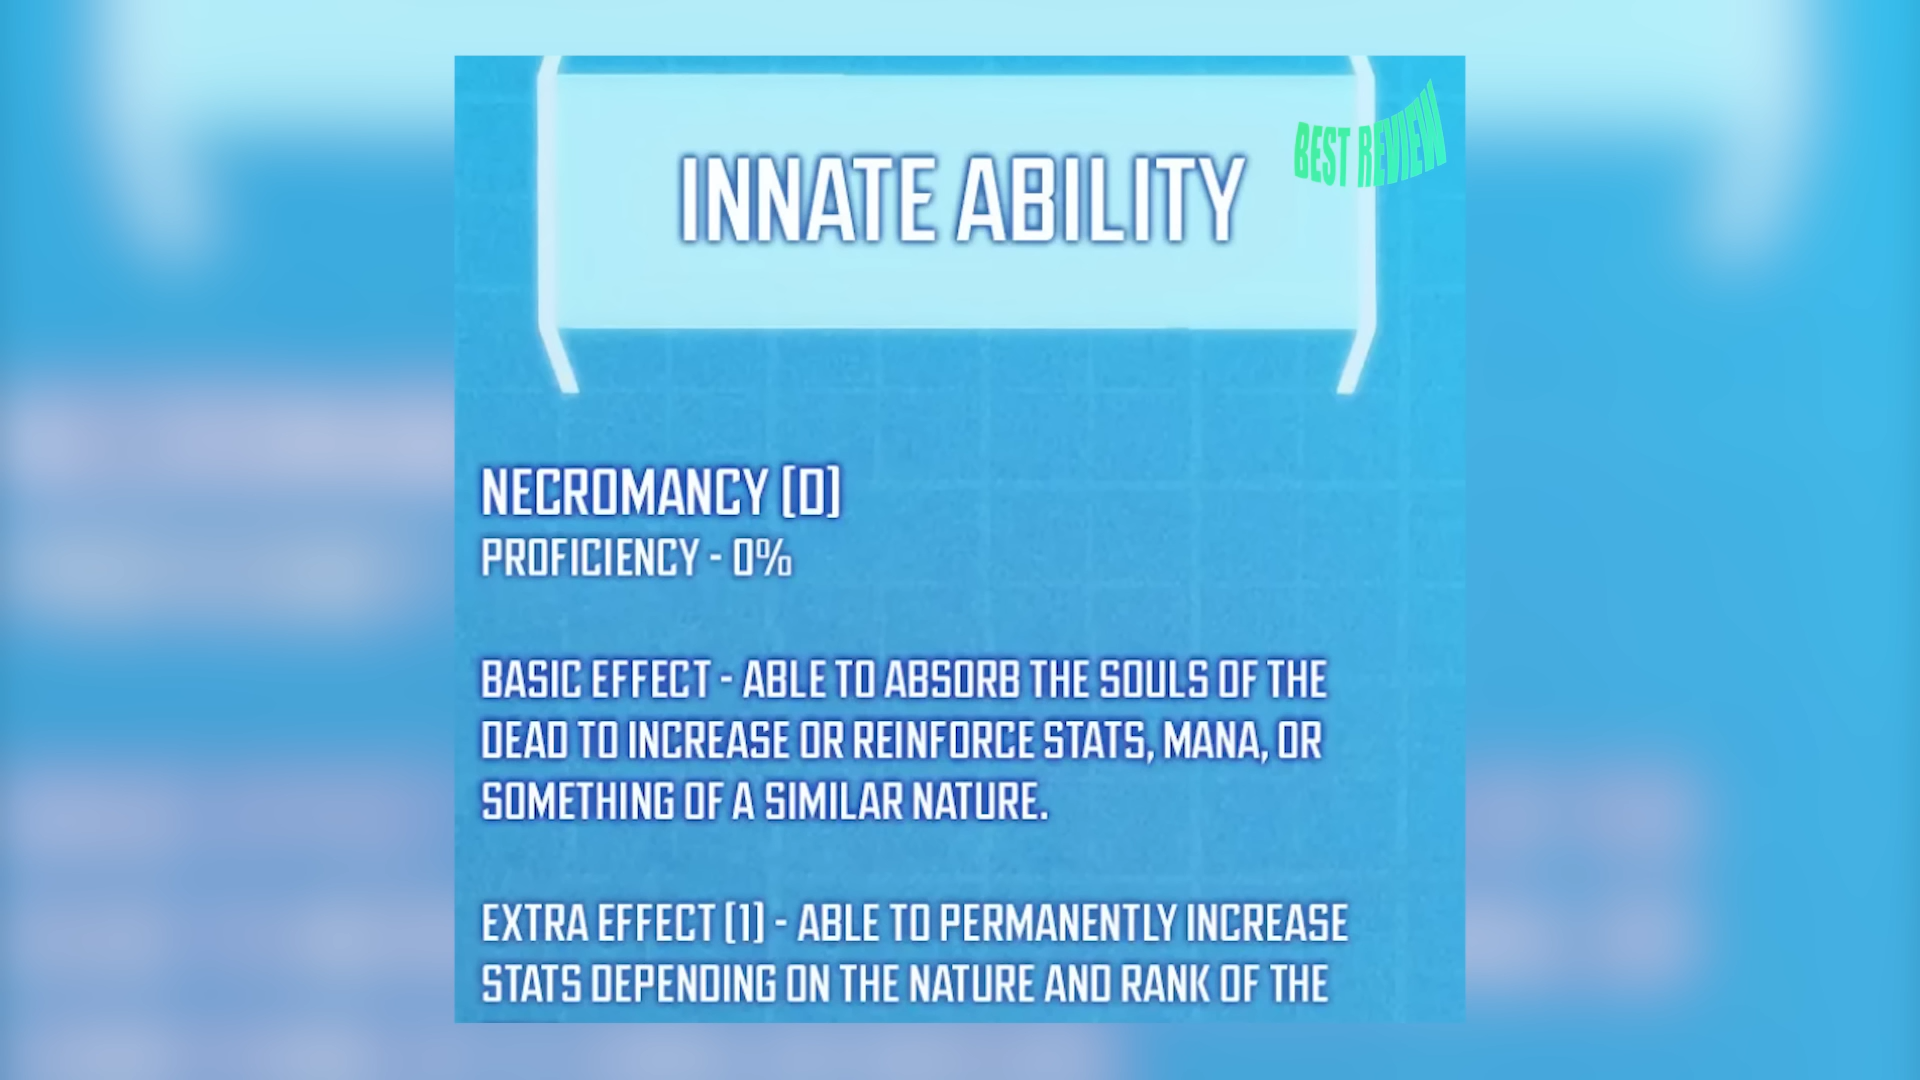 INNATE ABILITY
BEST REVIEW
NECROMANCY [D]
PROFICIENCY - 0%
BASIC EFFECT - ABLE TO ABSORB THE SOULS OF THE
DEAD TO INCREASE OR REINFORCE STATS, MANA, OR
SOMETHING OF A SIMILAR NATURE.
EXTRA EFFECT [1] - ABLE TO PERMANENTLY INCREASE
STATS DEPENDING ON THE NATURE AND RANK OF THE